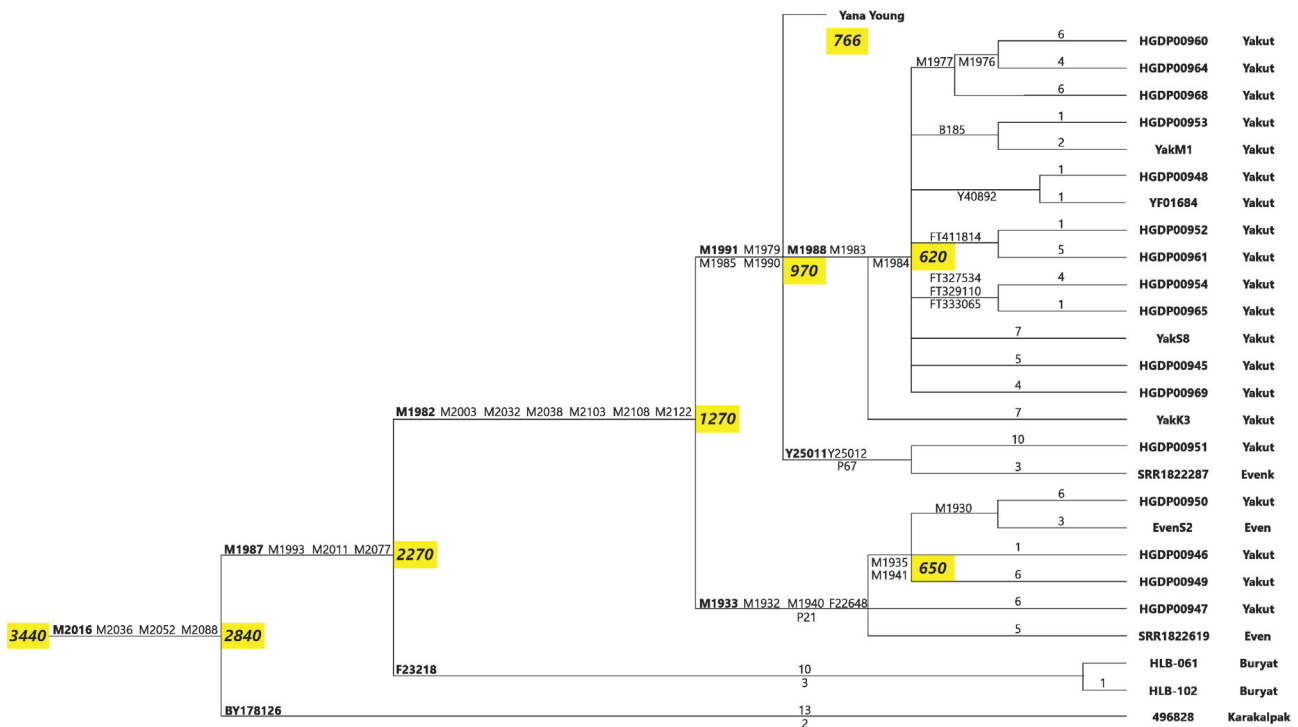 Yana Young
766
6 HGDP00960 Yakut
M1977 M1976
4 HGDP00964 Yakut
6 HGDP00968 Yakut
1 HGDP00953 Yakut
B185
2 YakM1 Yakut
1 HGDP00948 Yakut
Y40892
1 YF01684 Yakut
1 HGDP00952 Yakut
FT411814
M1991 M1979 M1988 M1983
M1985 M1990 970 M1984 620
5 HGDP00961 Yakut
FT327534
FT329110
FT333065
4 HGDP00954 Yakut
1 HGDP00965 Yakut
7 YakS8 Yakut
5 HGDP00945 Yakut
4 HGDP00969 Yakut
M1982 M2003 M2032 M2038 M2103 M2108 M2122 1270
7 YakK3 Yakut
10 HGDP00951 Yakut
Y25011 Y25012
P67
3 SRR1822287 Evenk
6 HGDP00950 Yakut
M1930
3 EvenS2 Even
M1987 M1993 M2011 M2077 2270
1 HGDP00946 Yakut
M1935
M1941 650
6 HGDP00949 Yakut
M1933 M1932 M1940 F22648
P21
6 HGDP00947 Yakut
3440 M2016 M2036 M2052 M2088 2840
5 SRR1822619 Even
HLB-061 Buryat
F23218 10
3
1 HLB-102 Buryat
BY178126 13
2
496828 Karakalpak